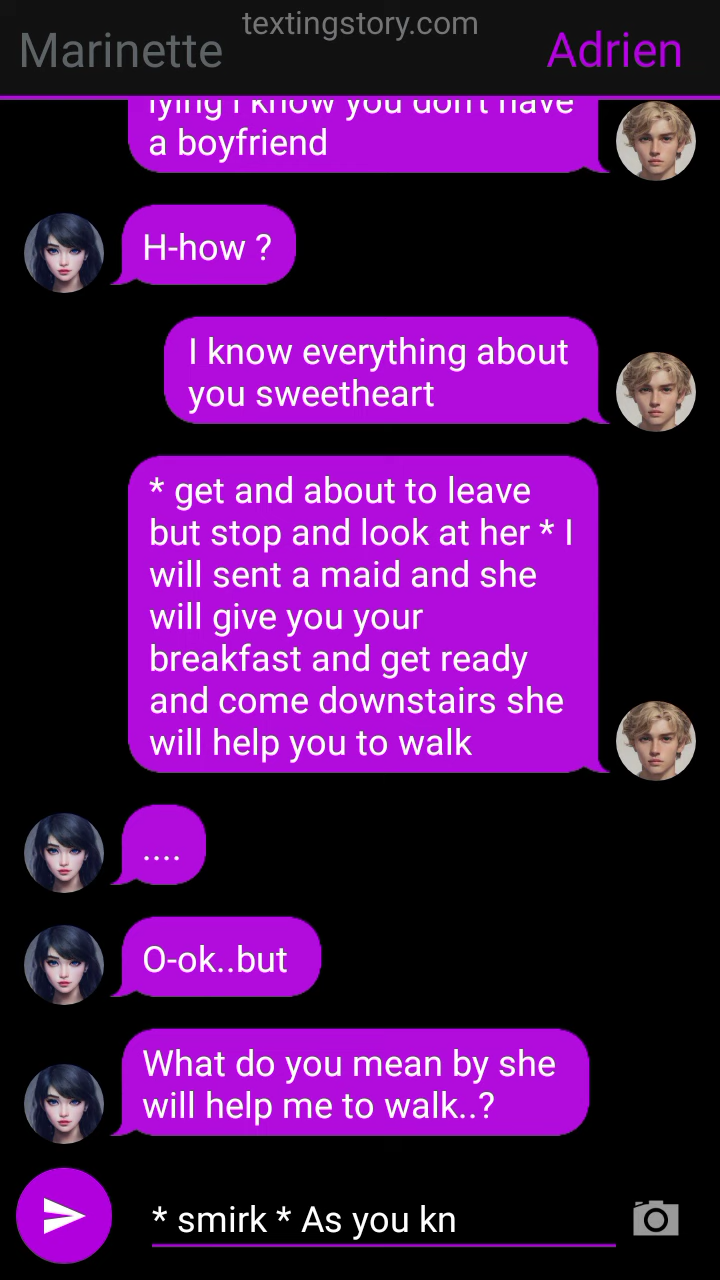 textingstory.com
Marinette
Adrien
lying I know you don't have
a boyfriend
H-how ?
I know everything about
you sweetheart
* get and about to leave
but stop and look at her * I
will sent a maid and she
will give you your
breakfast and get ready
and come downstairs she
will help you to walk
....
O-ok..but
What do you mean by she
will help me to walk..?
* smirk * As you kn